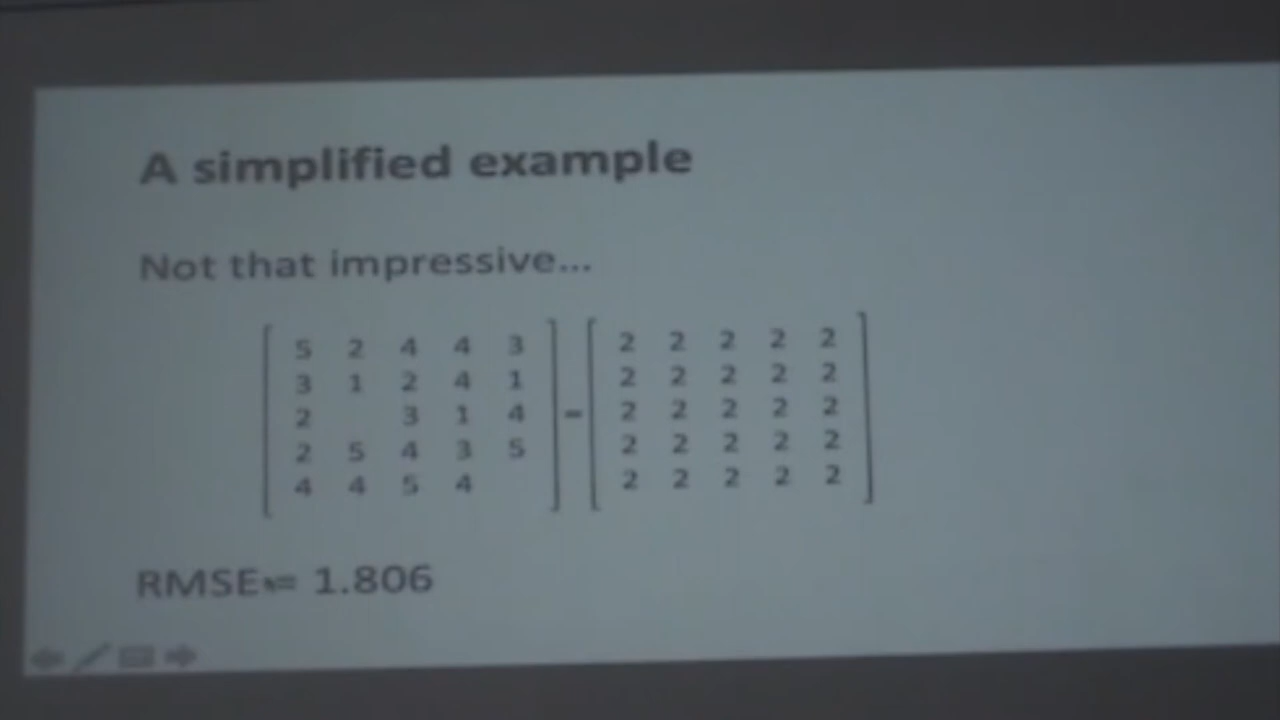 A simplified example
Not that impressive...
5 2 4 4 3 2 2 2 2 2
3 1 2 4 1 2 2 2 2 2
2 3 1 4 - 2 2 2 2 2
2 5 4 3 5 2 2 2 2 2
4 4 5 4 2 2 2 2 2
RMSE = 1.806